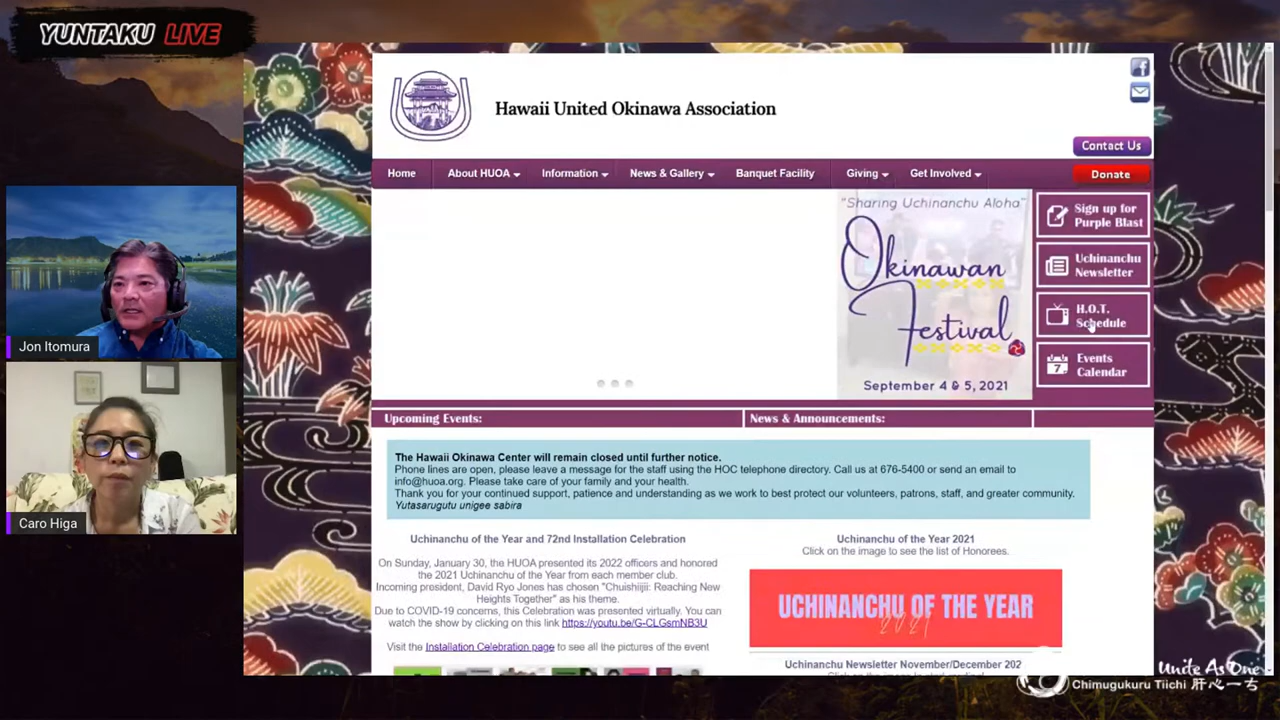 YUNTAKU LIVE
Hawaii United Okinawa Association
Contact Us
Home
About HUOA
Information
News & Gallery
Banquet Facility
Giving
Get Involved
Donate
"Sharing Uchinanchu Aloha"
Okinawan
Festival
September 4 & 5, 2021
Sign up for
Purple Blast
Uchinanchu
Newsletter
H.O.T.
Schedule
7
Events
Calendar
Jon Itomura
Caro Higa
Upcoming Events:
News & Announcements:
The Hawaii Okinawa Center will remain closed until further notice.
Phone lines are open, please leave a message for the staff using the HOC telephone directory. Call us at 676-5400 or send an email to
info@huoa.org. Please take care of your family and your health.
Thank you for your continued support, patience and understanding as we work to best protect our volunteers, patrons, staff, and greater community.
Yutasarugutu unigee sabira
Uchinanchu of the Year and 72nd Installation Celebration
On Sunday, January 30, the HUOA presented its 2022 officers and honored
the 2021 Uchinanchu of the Year from each member club.
Incoming president, David Ryo Jones has chosen "Chuishiijii: Reaching New
Heights Together" as his theme.
Due to COVID-19 concerns, this Celebration was presented virtually. You can
watch the show by clicking on this link https://youtu.be/G-CLGsmNB3U
Visit the Installation Celebration page to see all the pictures of the event
Uchinanchu of the Year 2021
Click on the image to see the list of Honorees.
UCHINANCHU OF THE YEAR
2021
Uchinanchu Newsletter November/December 202
Unite As One
Chimugukuru Tiichi 肝心一ち